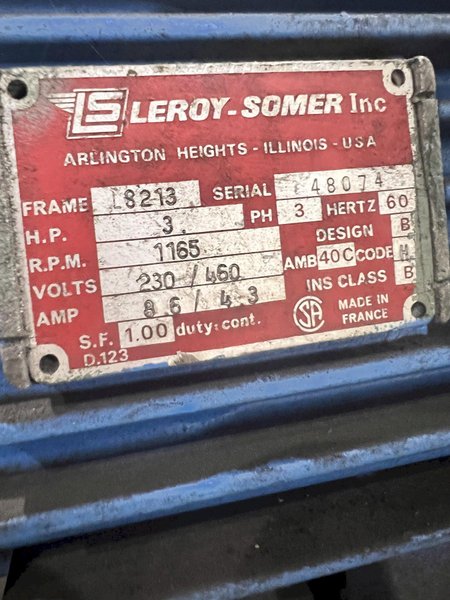 LS LEROY-SOMER Inc
ARLINGTON HEIGHTS - ILLINOIS - USA
FRAME L8213 SERIAL 48074
H.P. 3 PH 3 HERTZ 60
R.P.M. 1165 DESIGN B
VOLTS 230/460 AMB 40C CODE H
AMP 8.6/4.3 INS CLASS B
S.F. 1.00 duty: cont. SA MADE IN
FRANCE
D.123